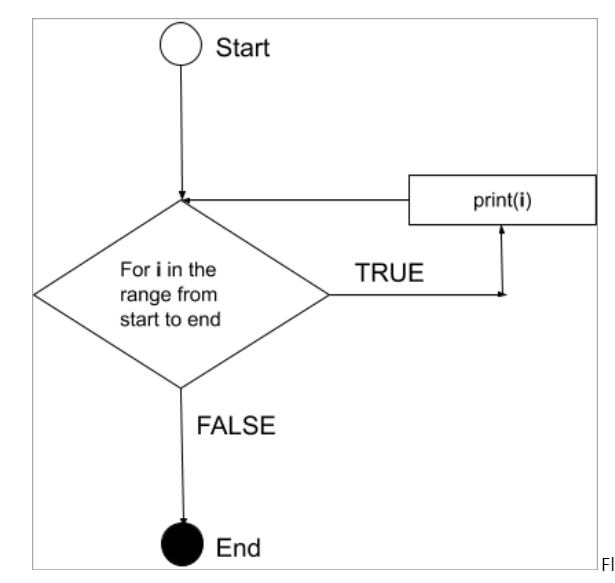 Start
print(i)
For i in the
range from
start to end
TRUE
FALSE
End